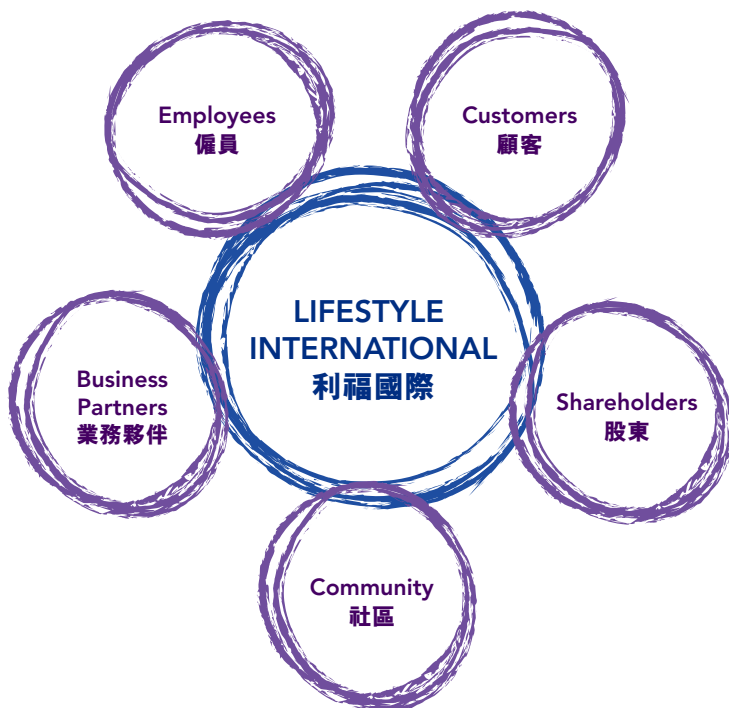 Employees
僱員
Customers
顧客
LIFESTYLE
INTERNATIONAL
利福國際
Business
Partners
業務夥伴
Shareholders
股東
Community
社區